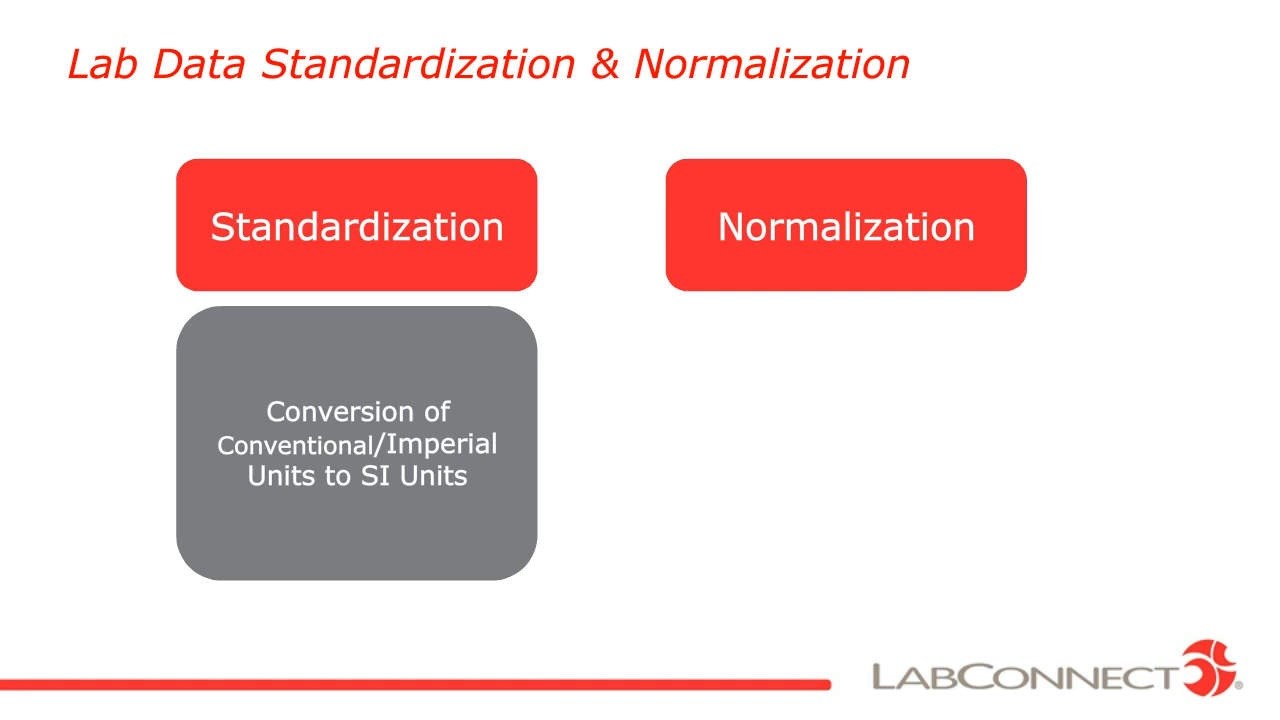 Lab Data Standardization & Normalization
Standardization
Normalization
Conversion of
Conventional/Imperial
Units to SI Units
LABCONNECT®